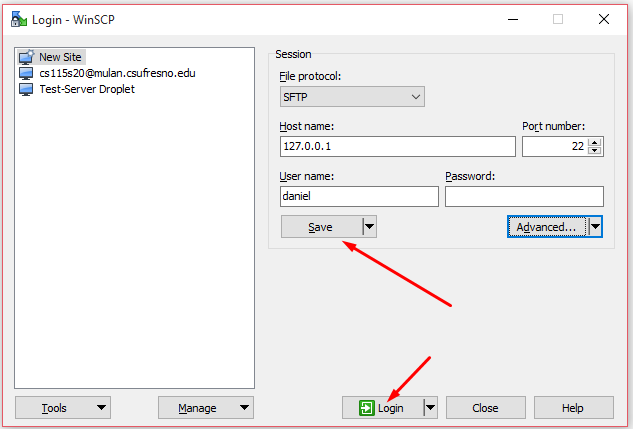 Login - WinSCP
New Site
cs115s20@mulan.csufresno.edu
Test-Server Droplet
Session
File protocol:
SFTP
Host name:
Port number:
127.0.0.1
22
User name:
Password:
daniel
Save
Advanced...
Tools
Manage
Login
Close
Help